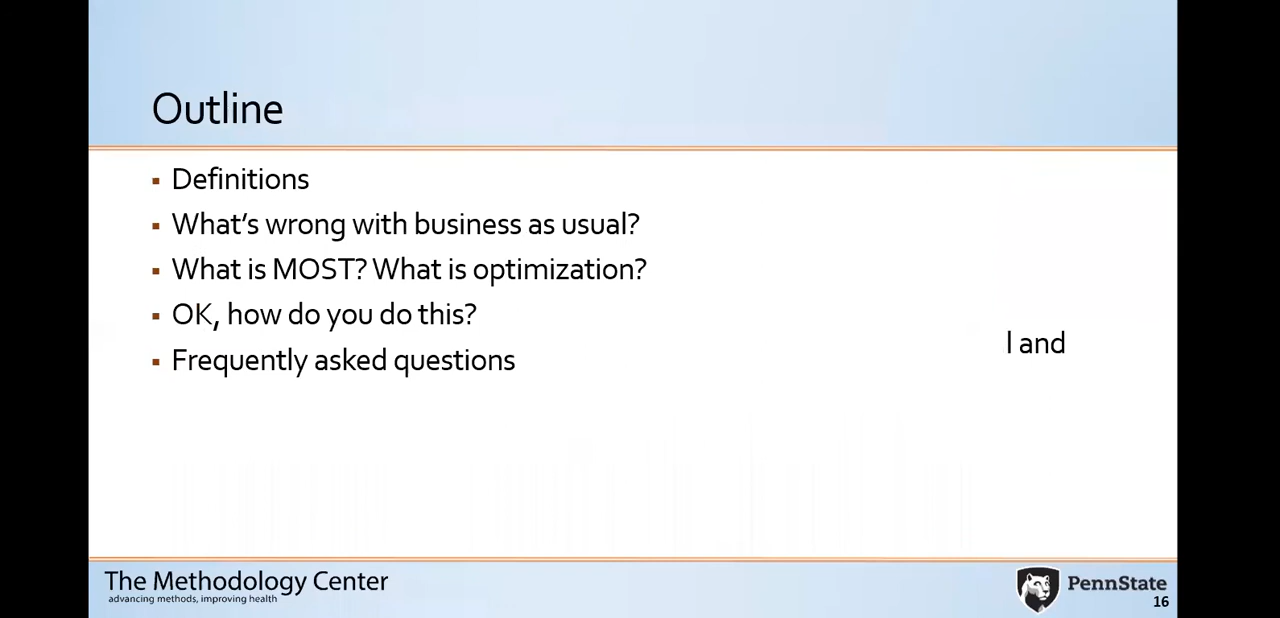 Outline
Definitions
What's wrong with business as usual?
What is MOST? What is optimization?
OK, how do you do this?
Frequently asked questions
l and
The Methodology Center
advancing methods, improving health
PennState
16